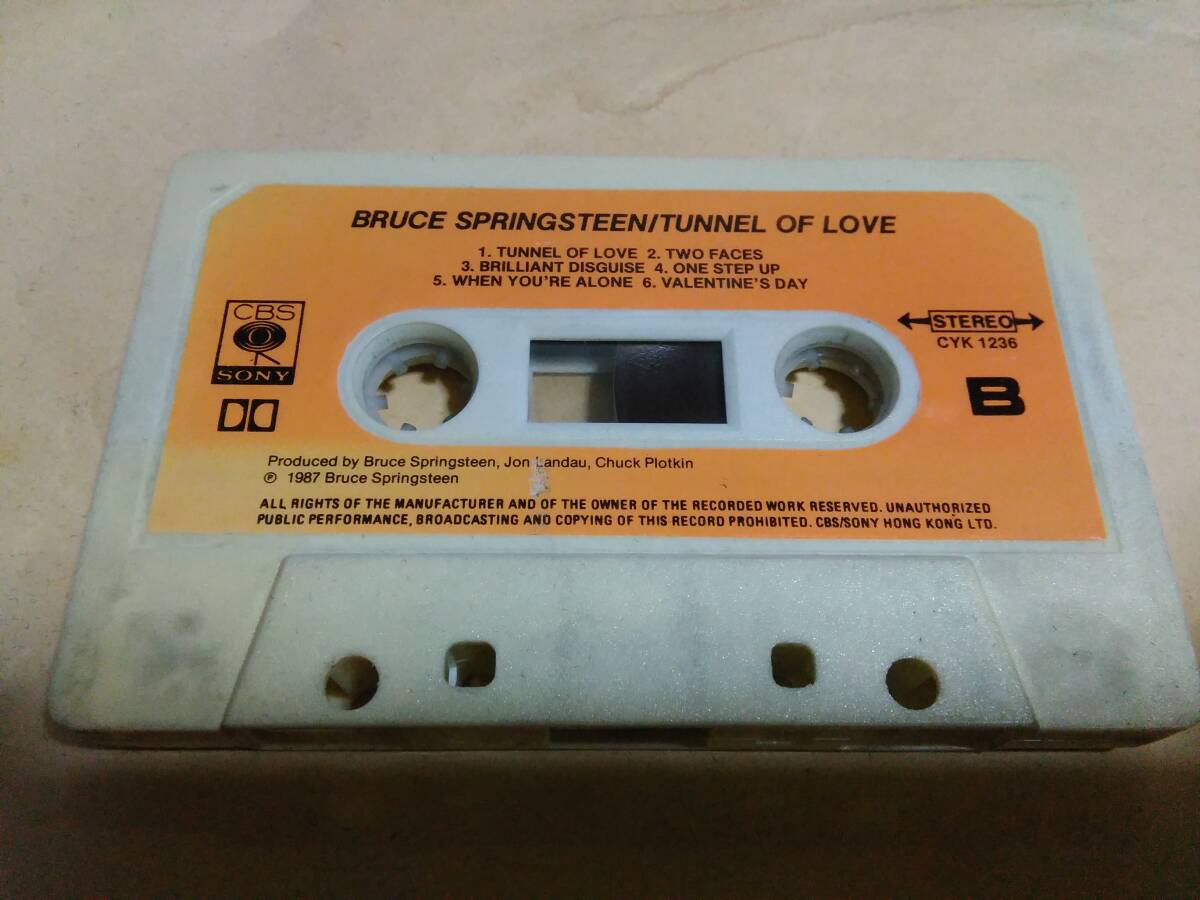 BRUCE SPRINGSTEEN/TUNNEL OF LOVE
1. TUNNEL OF LOVE 2. TWO FACES
3. BRILLIANT DISGUISE 4. ONE STEP UP
5. WHEN YOU'RE ALONE 6. VALENTINE'S DAY
CBS
SONY
STEREO
CYK 1236
B
Produced by Bruce Springsteen, Jon Landau, Chuck Plotkin
℗ 1987 Bruce Springsteen
ALL RIGHTS OF THE MANUFACTURER AND OF THE OWNER OF THE RECORDED WORK RESERVED. UNAUTHORIZED
PUBLIC PERFORMANCE, BROADCASTING AND COPYING OF THIS RECORD PROHIBITED. CBS/SONY HONG KONG LTD.